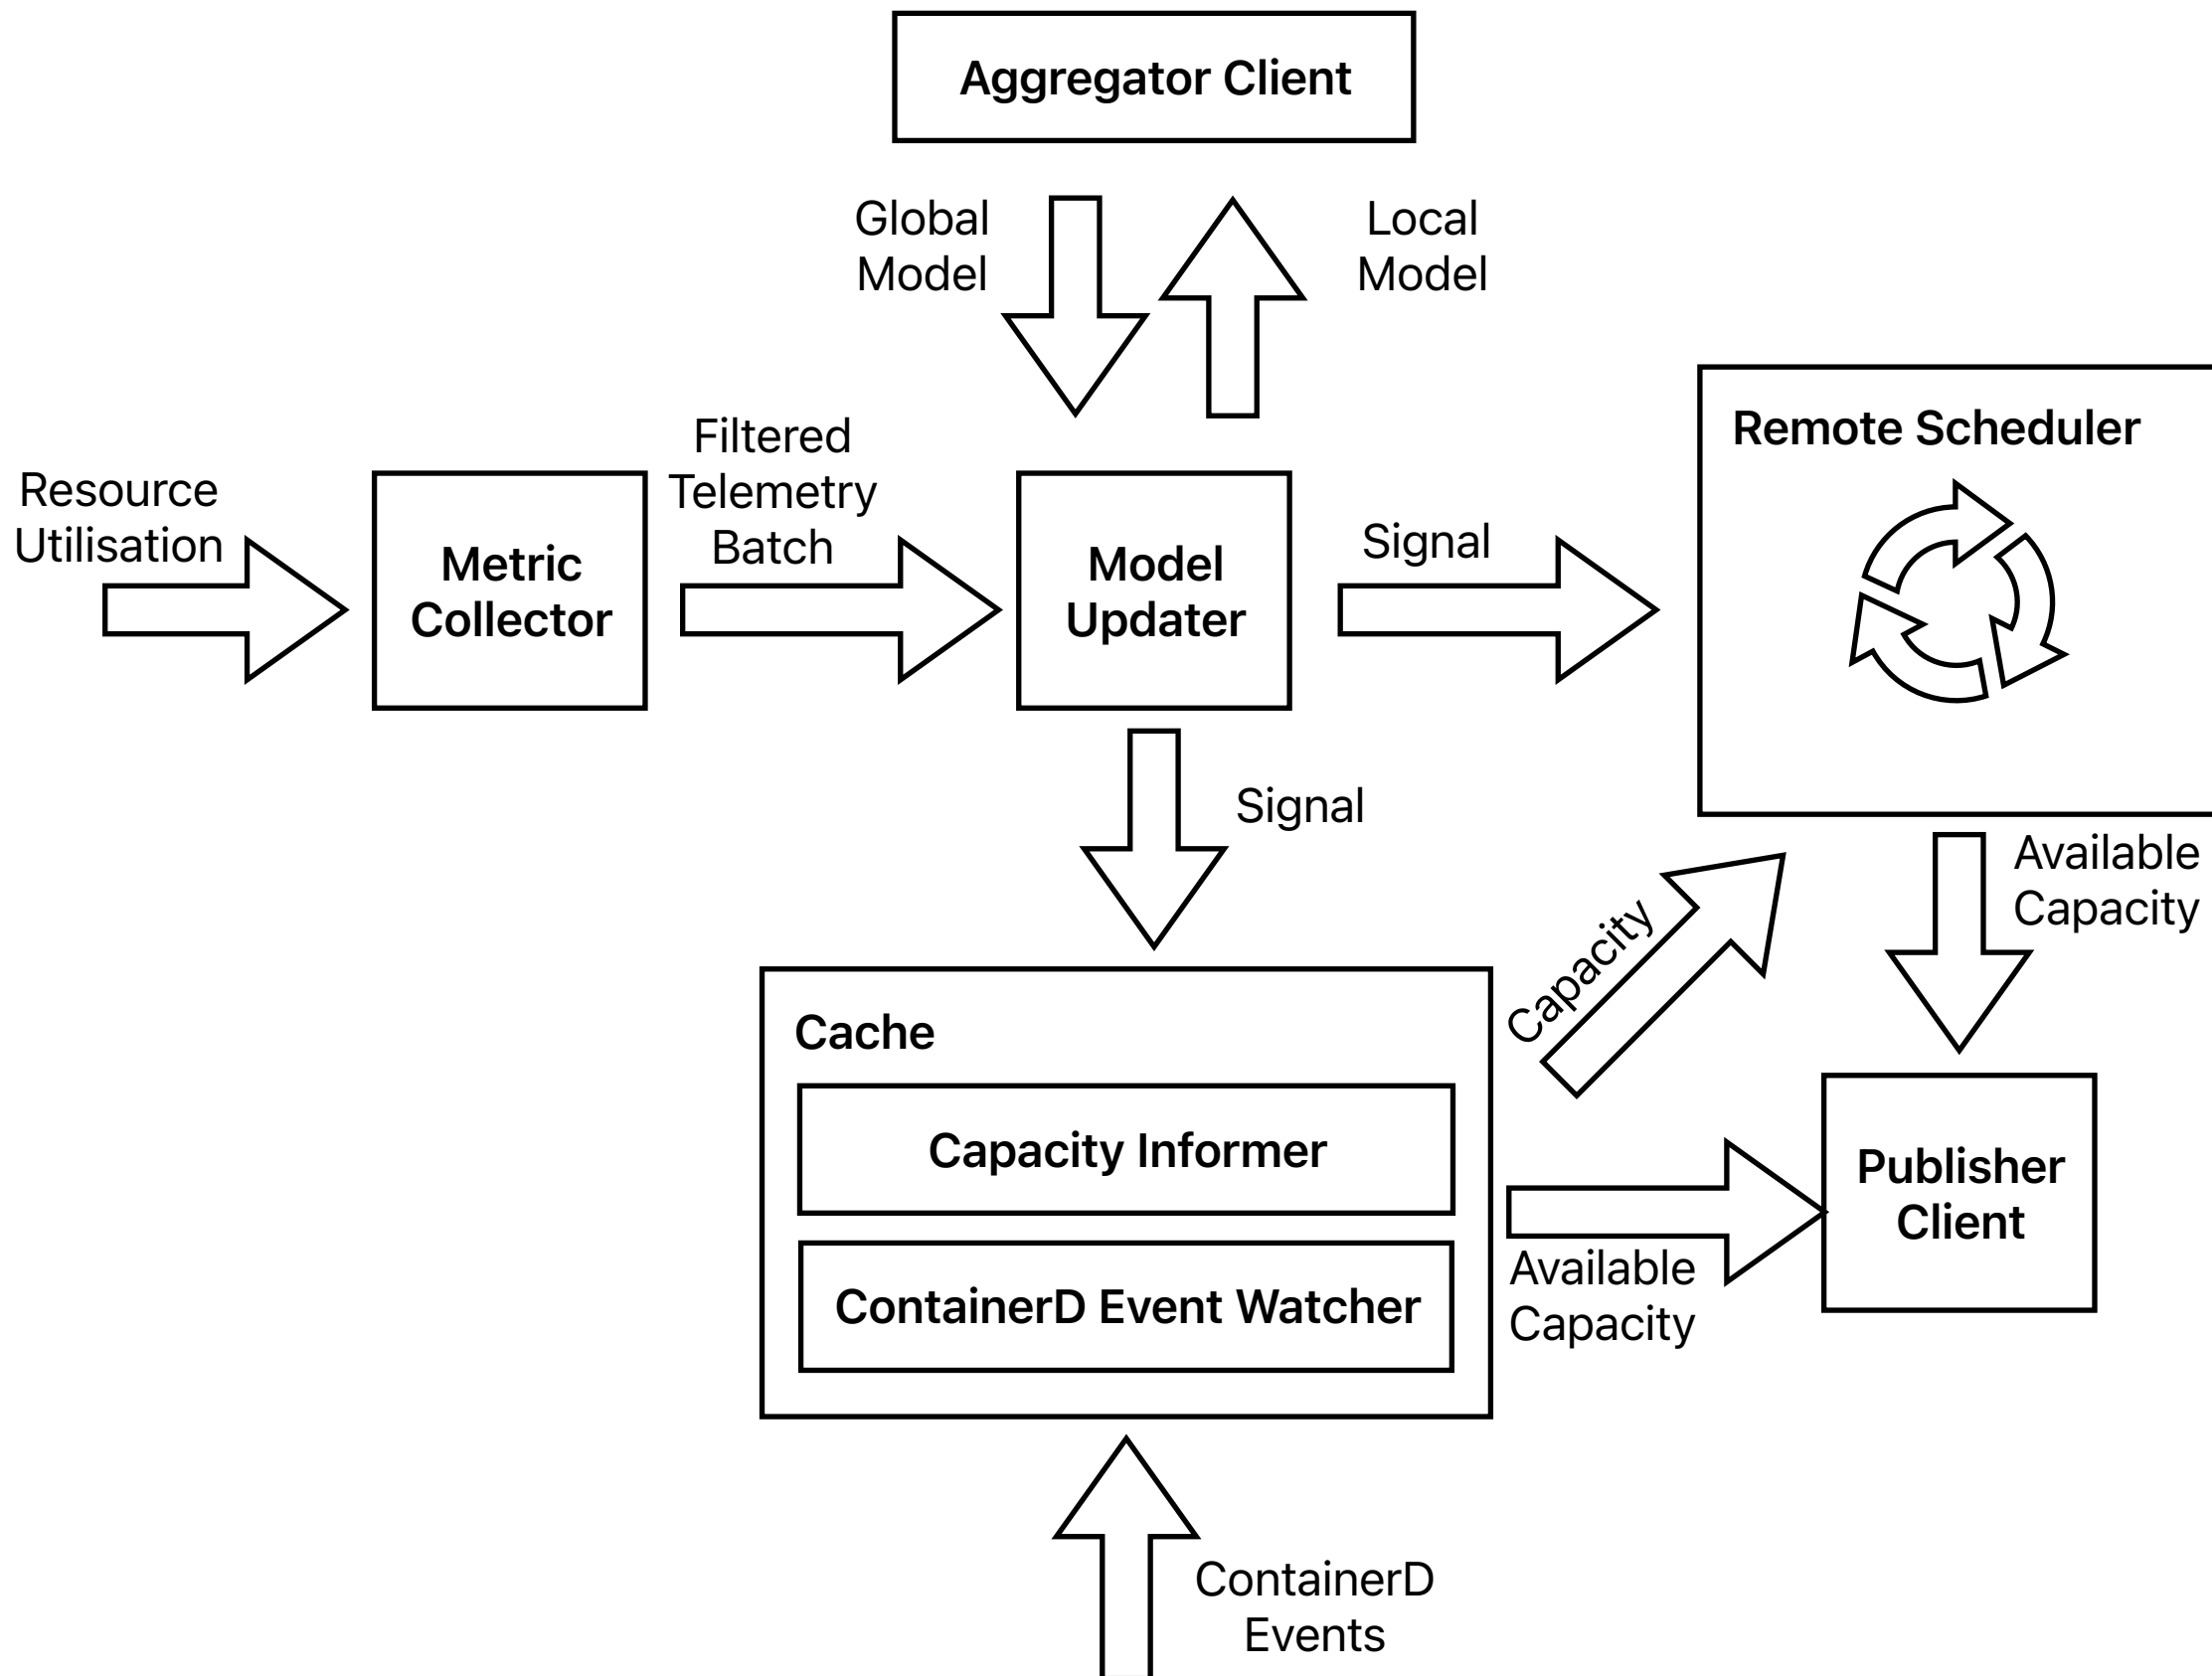 Aggregator Client
Global
Model
Local
Model
Remote Scheduler
Resource
Utilisation
Metric
Collector
Filtered
Telemetry
Batch
Model
Updater
Signal
Signal
Available
Capacity
Capacity
Cache
Capacity Informer
ContainerD Event Watcher
Available
Capacity
Publisher
Client
ContainerD
Events